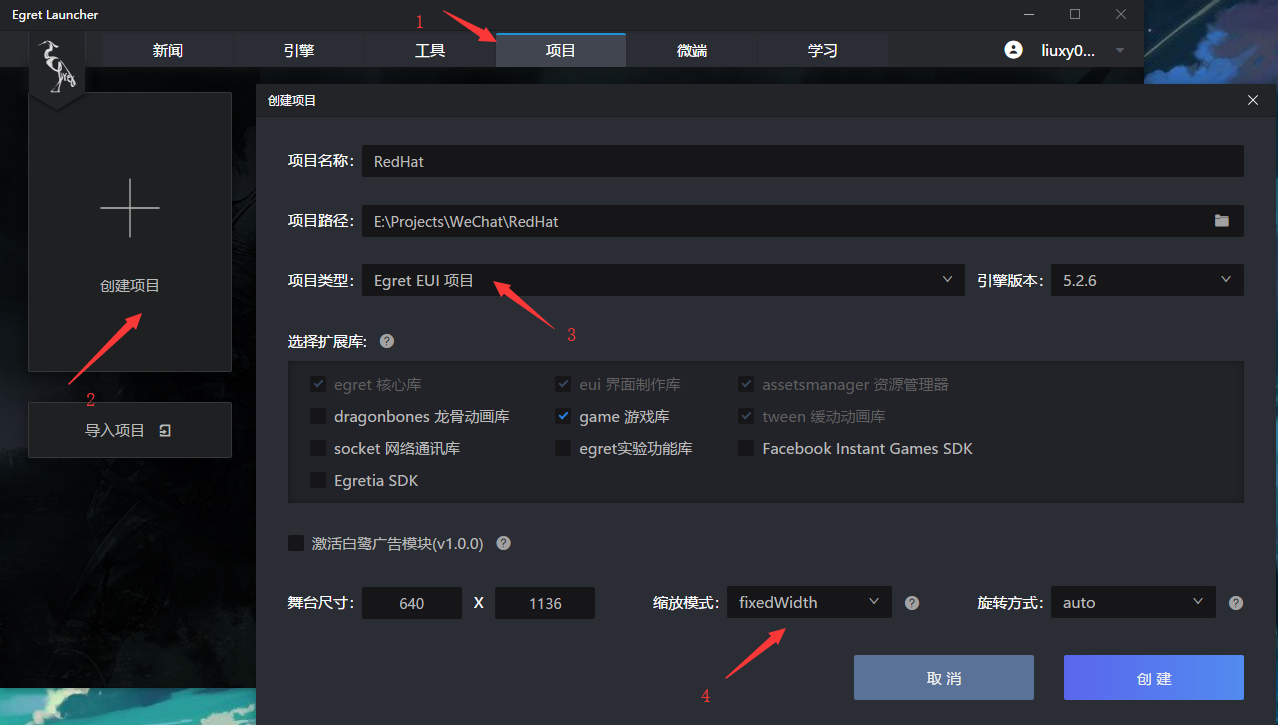 Egret Launcher
1
新闻 引擎 工具 项目 微端 学习 liuxy0...
创建项目
项目名称: RedHat
项目路径: E:\Projects\WeChat\RedHat
创建项目
项目类型: Egret EUI 项目 引擎版本: 5.2.6
3
选择扩展库: ?
2
egret 核心库 eui 界面制作库 assetsmanager 资源管理器
导入项目
dragonbones 龙骨动画库 game 游戏库 tween 缓动动画库
socket 网络通讯库 egret实验功能库 Facebook Instant Games SDK
Egretia SDK
激活白鹭广告模块(v1.0.0) ?
舞台尺寸: 640 X 1136 缩放模式: fixedWidth ? 旋转方式: auto ?
4
取消 创建